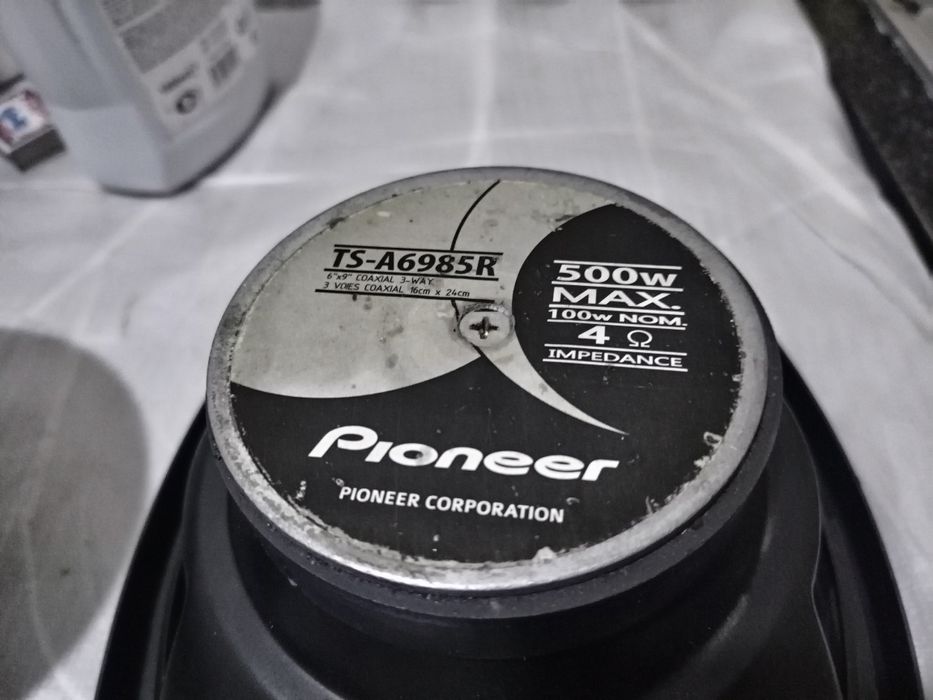 TS-A6985R
6"x9" COAXIAL 3-WAY
3 VOIES COAXIAL 16cm x 24cm
500w
MAX.
100w NOM.
4 Ω
IMPEDANCE
Pioneer
PIONEER CORPORATION